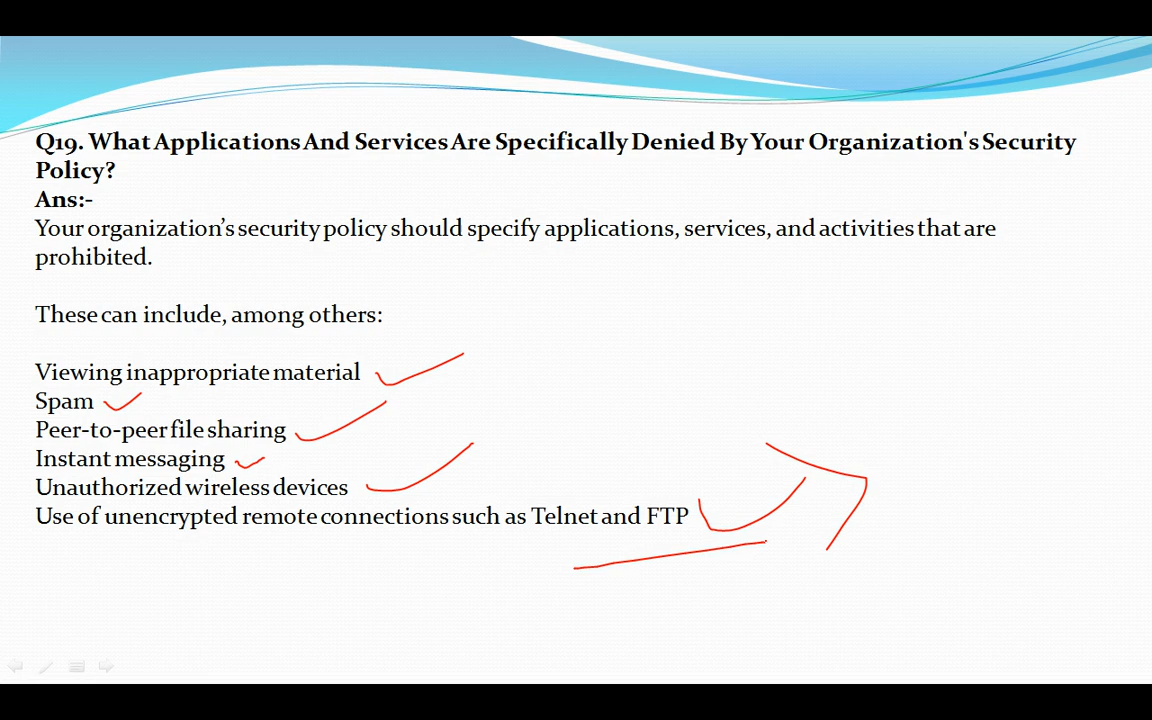 Q19. What Applications And Services Are Specifically Denied By Your Organization's Security
Policy?
Ans:-
Your organization’s security policy should specify applications, services, and activities that are
prohibited.
These can include, among others:
Viewing inappropriate material
Spam
Peer-to-peer file sharing
Instant messaging
Unauthorized wireless devices
Use of unencrypted remote connections such as Telnet and FTP